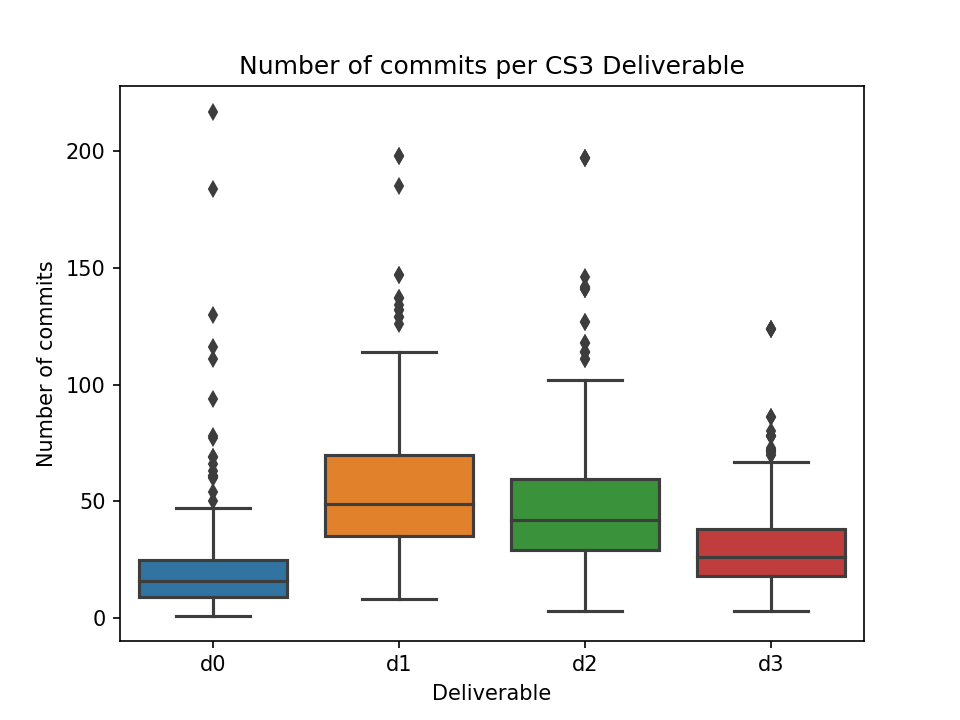 Number of commits per CS3 Deliverable
Number of commits
200
150
100
50
0
d0 d1 d2 d3
Deliverable